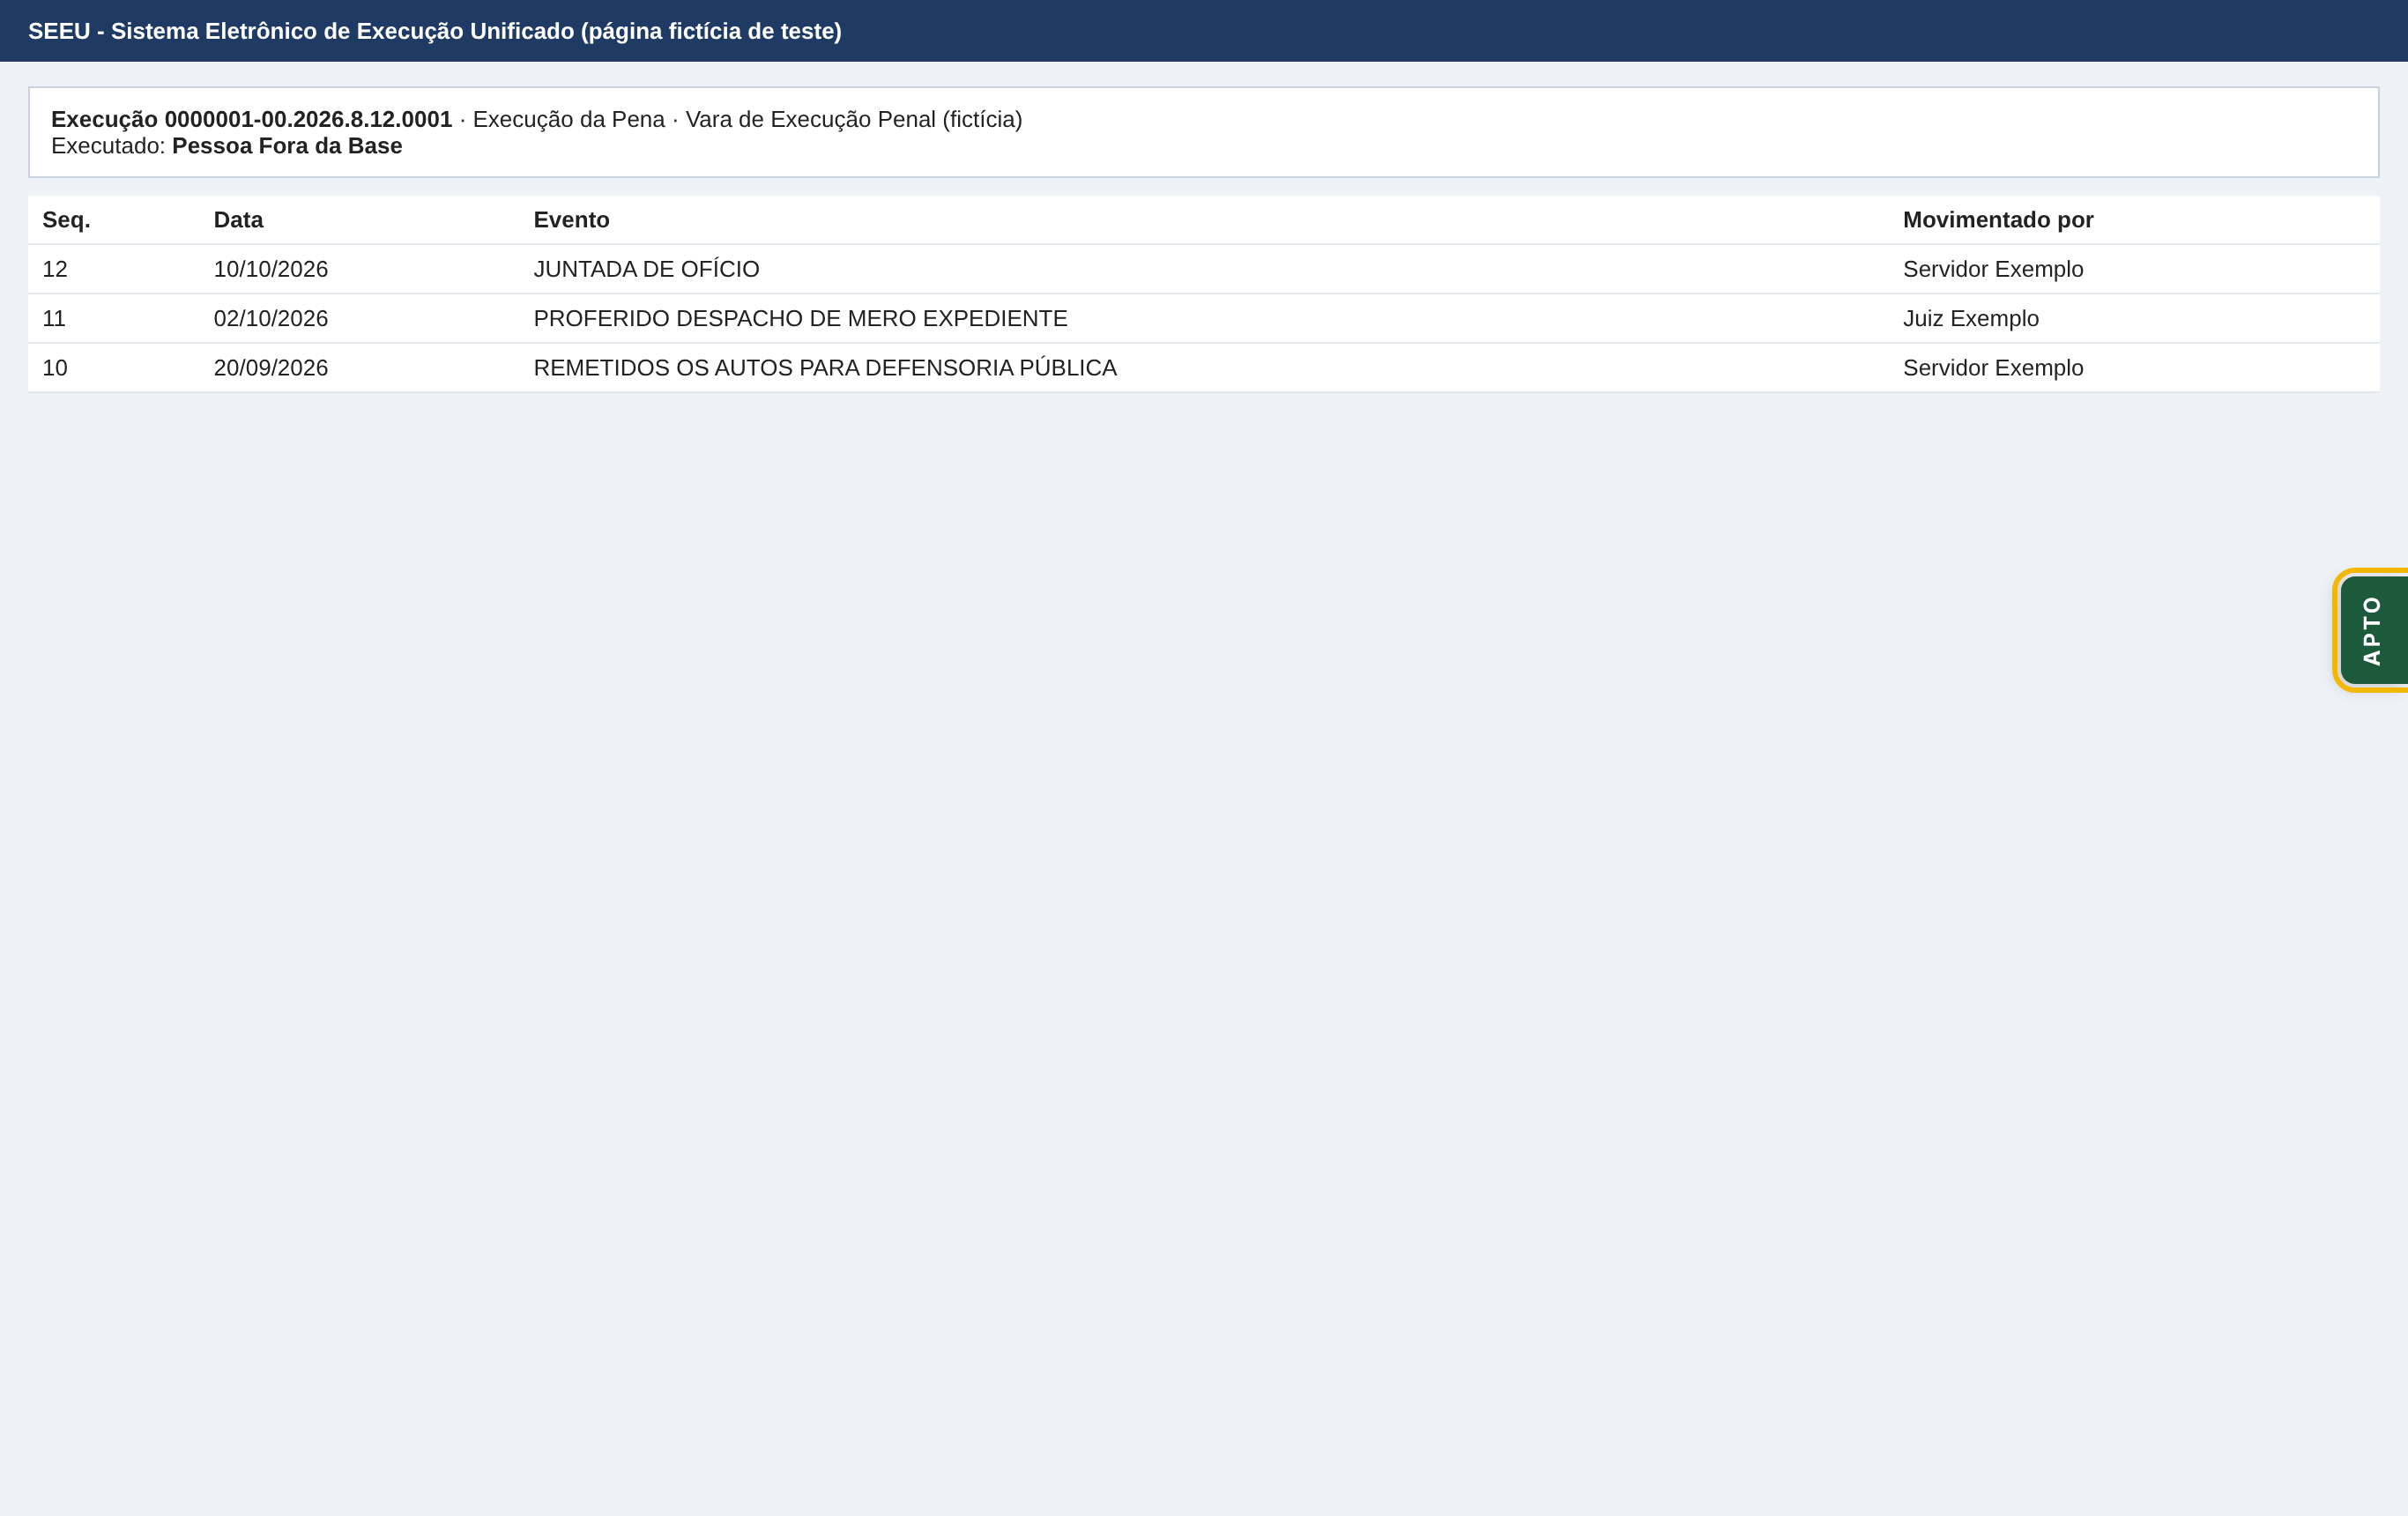 SEEU - Sistema Eletrônico de Execução Unificado (página fictícia de teste)
Execução 0000001-00.2026.8.12.0001 · Execução da Pena · Vara de Execução Penal (fictícia)
Executado: Pessoa Fora da Base
Seq. Data Evento Movimentado por
12 10/10/2026 JUNTADA DE OFÍCIO Servidor Exemplo
11 02/10/2026 PROFERIDO DESPACHO DE MERO EXPEDIENTE Juiz Exemplo
10 20/09/2026 REMETIDOS OS AUTOS PARA DEFENSORIA PÚBLICA Servidor Exemplo
APTO